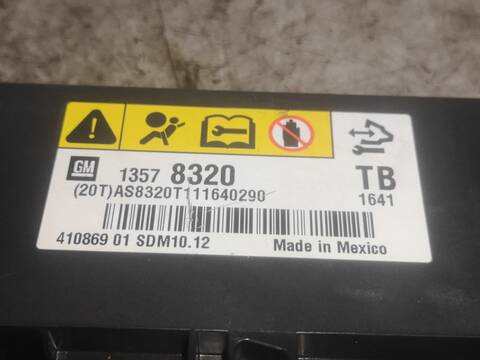 GM 1357 8320 TB
(20T)AS8320T111640290 1641
410869 01 SDM10.12 Made in Mexico